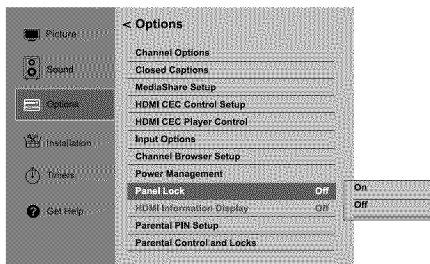 Picture
Sound
Options
Installation
Timers
Get Help
< Options
Channel Options
Closed Captions
MediaShare Setup
HDMI CEC Control Setup
HDMI CEC Player Control
Input Options
Channel Browser Setup
Power Management
Panel Lock Off
HDMI Information Display Off
Parental PIN Setup
Parental Control and Locks
On
Off